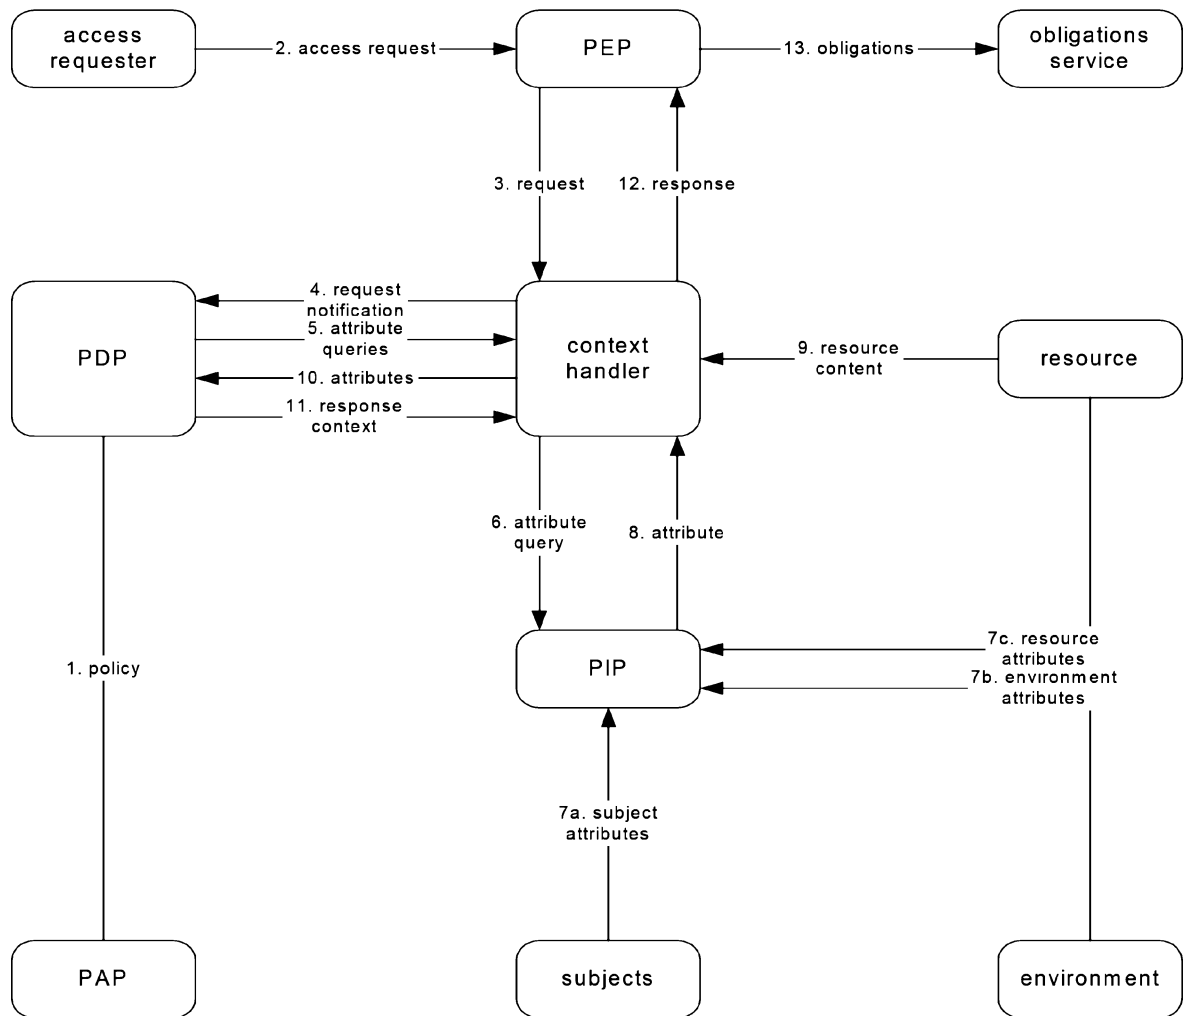 access
requester
2. access request
PEP
13. obligations
obligations
service
3. request
12. response
PDP
4. request
notification
5. attribute
queries
10. attributes
11. response
context
context
handler
9. resource
content
resource
6. attribute
query
8. attribute
1. policy
PIP
7c. resource
attributes
7b. environment
attributes
7a. subject
attributes
PAP
subjects
environment